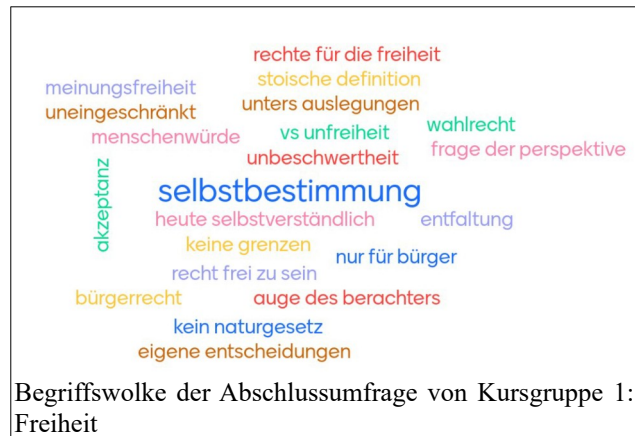 rechte für die freiheit
stoische definition
meinungsfreiheit
unters auslegungen
uneingeschränkt
wahlrecht
vs unfreiheit
menschenwürde
frage der perspektive
unbeschwertheit
akzeptanz
selbstbestimmung
heute selbstverständlich
entfaltung
keine grenzen
nur für bürger
recht frei zu sein
bürgerrecht
auge des berachters
kein naturgesetz
eigene entscheidungen
Begriffswolke der Abschlussumfrage von Kursgruppe 1:
Freiheit